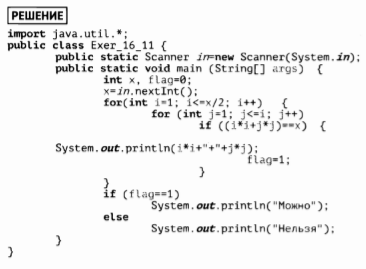 РЕШЕНИЕ
import java.util.*;
public class Exer_16_11 {
public static Scanner in=new Scanner(System.in);
public static void main (String[] args) {
int x, flag=0;
x=in.nextInt();
for(int i=1; i<=x/2; i++) {
for (int j=1; j<=i; j++)
if ((i*i+j*j)==x) {
System.out.println(i*i+"+"+j*j);
flag=1;
}
}
if (flag==1)
System.out.println("Можно");
else
System.out.println("Нельзя");
}
}